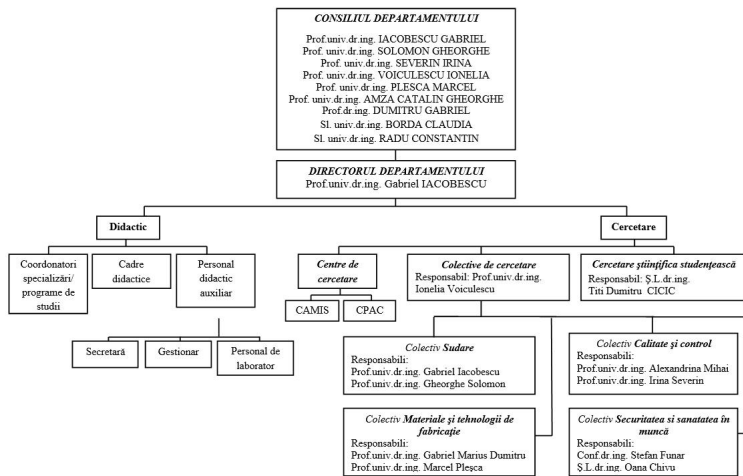 CONSILIUL DEPARTAMENTULUI
Prof.univ.dr.ing. IACOBESCU GABRIEL
Prof. univ.dr.ing. SOLOMON GHEORGHE
Prof. univ.dr.ing. SEVERIN IRINA
Prof.univ.dr.ing. VOICULESCU IONELIA
Prof. univ.dr.ing. PLESCA MARCEL
Prof.univ.dr.ing. AMZA CATALIN GHEORGHE
Prof.dr.ing. DUMITRU GABRIEL
Sl. univ.dr.ing. BORDA CLAUDIA
Sl. univ.dr.ing. RADU CONSTANTIN
DIRECTORUL DEPARTAMENTULUI
Prof.univ.dr.ing. Gabriel IACOBESCU
Didactic
Cercetare
Coordonatori
specializări/
programe de
studii
Cadre
didactice
Personal
didactic
auxiliar
Centre de
cercetare
Colective de cercetare
Responsabil: Prof.univ.dr.ing.
Ionelia Voiculescu
Cercetare ştiinţifica studenţească
Responsabil: Ş.L.dr.ing.
Titi Dumitru CICIC
CAMIS
CPAC
Secretară
Gestionar
Personal de
laborator
Colectiv Sudare
Responsabili:
Prof.univ.dr.ing. Gabriel Iacobescu
Prof.univ.dr.ing. Gheorghe Solomon
Colectiv Calitate şi control
Responsabili:
Prof.univ.dr.ing. Alexandrina Mihai
Prof.univ.dr.ing. Irina Severin
Colectiv Materiale şi tehnologii de
fabricaţie
Responsabili:
Prof.univ.dr.ing. Gabriel Marius Dumitru
Prof.univ.dr.ing. Marcel Pleşca
Colectiv Securitatea si sanatatea în
muncă
Responsabili:
Conf.dr.ing. Stefan Funar
Ş.L.dr.ing. Oana Chivu